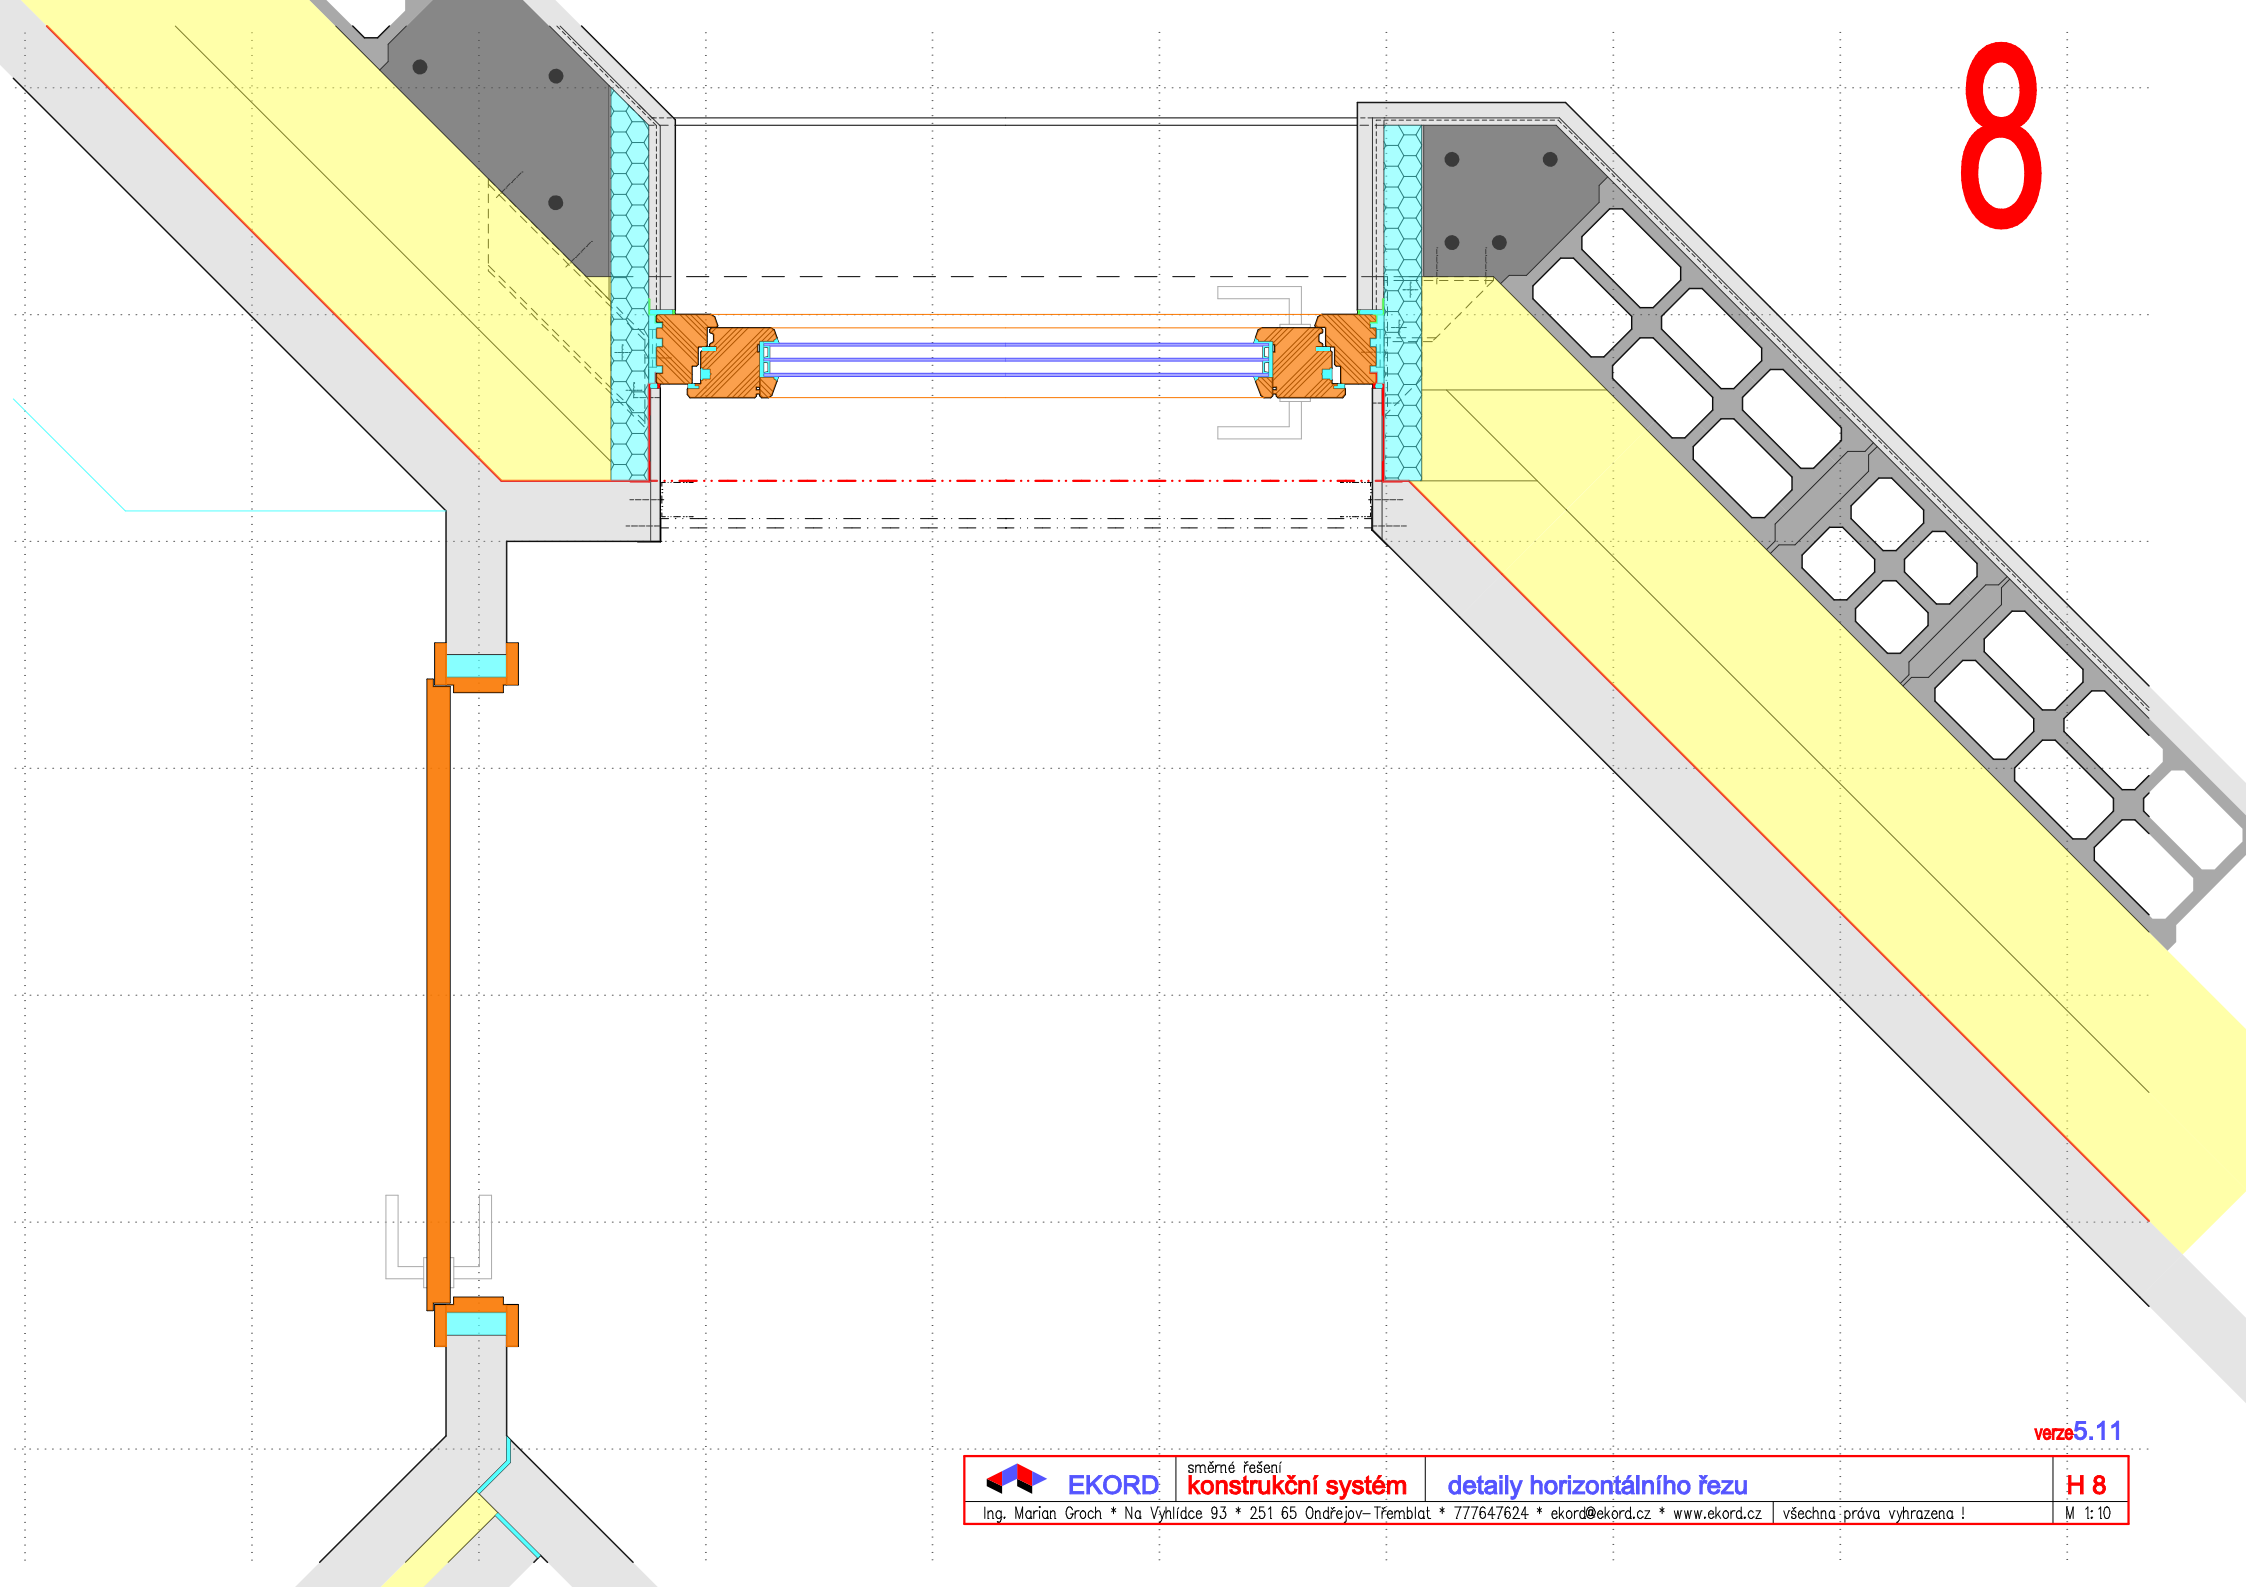 8
verze5.11
EKORD
směrné řešení
konstrukční systém
detaily horizontálního řezu
H 8
Ing. Marian Groch * Na Vyhlídce 93 * 251 65 Ondřejov-Třemblat * 777647624 * ekord@ekord.cz * www.ekord.cz
všechna práva vyhrazena !
M 1:10